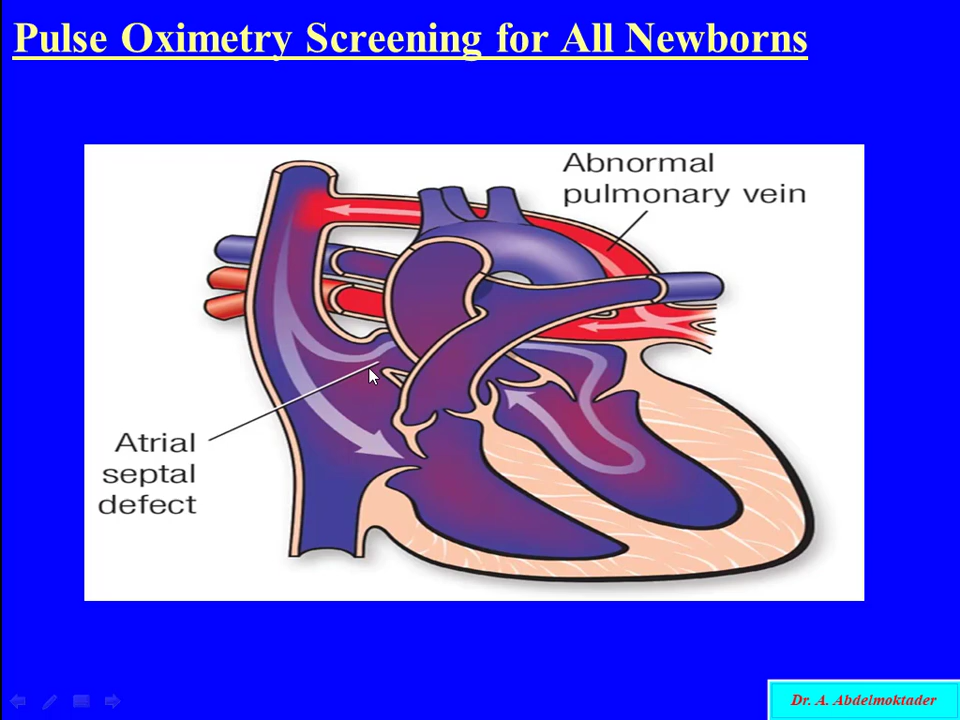 Pulse Oximetry Screening for All Newborns
Abnormal
pulmonary vein
Atrial
septal
defect
Dr. A. Abdelmoktader